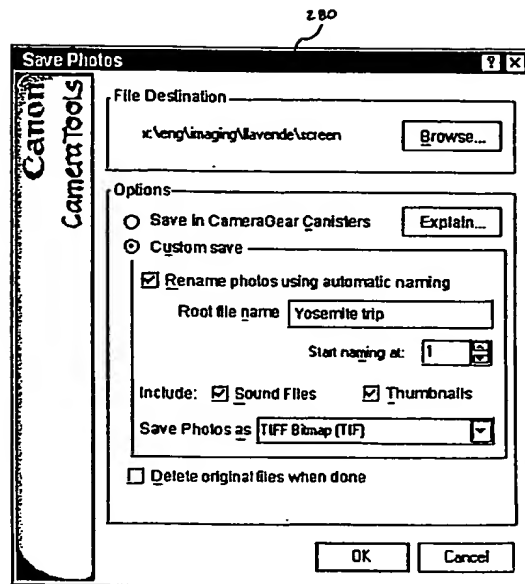 280
Save Photos
Canon
CameraTools
File Destination
x:\eng\imaging\llavende\screen
Browse...
Options
Save in CameraGear Canisters
Explain...
Custom save
Rename photos using automatic naming
Root file name
Yosemite trip
Start naming at:
1
Include:
Sound Files
Thumbnails
Save Photos as
TIFF Bitmap (TIF)
Delete original files when done
OK
Cancel